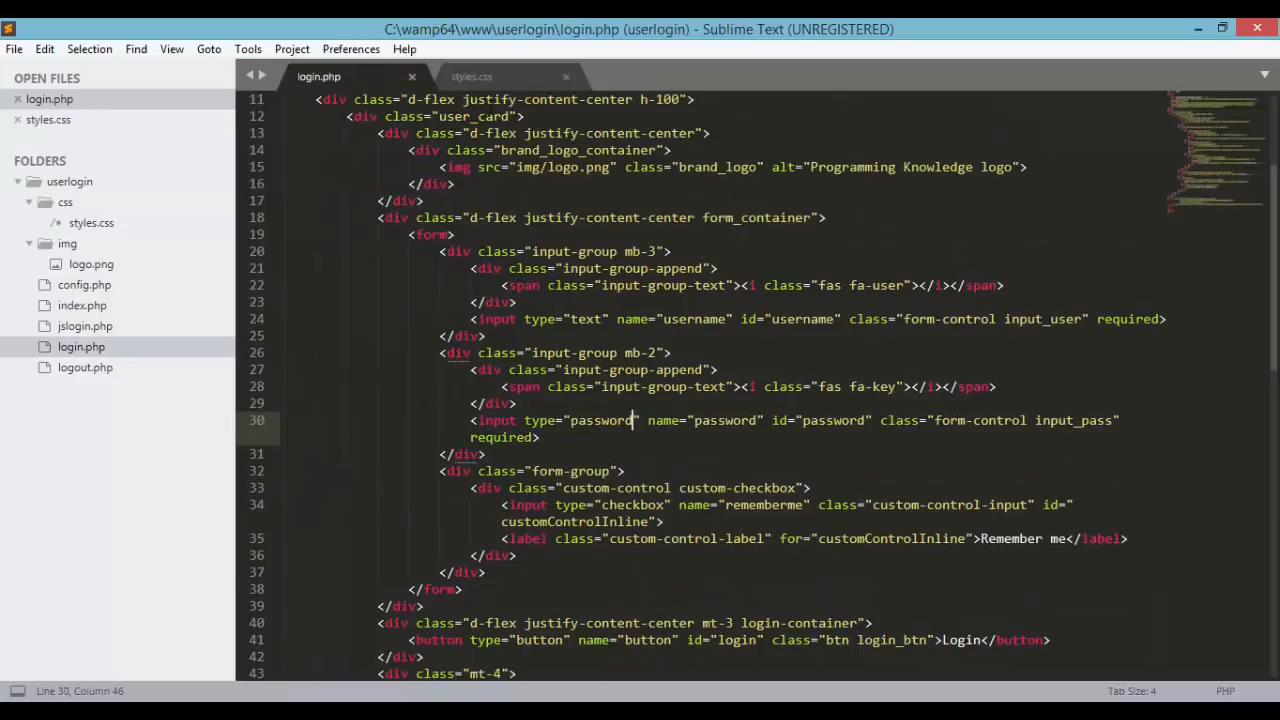 C:\wamp64\www\userlogin\login.php (userlogin) - Sublime Text (UNREGISTERED)
File Edit Selection Find View Goto Tools Project Preferences Help
OPEN FILES
login.php
styles.css
FOLDERS
userlogin
css
/* styles.css
img
logo.png
config.php
index.php
jslogin.php
login.php
logout.php
login.php styles.css
11 <div class="d-flex justify-content-center h-100">
12 <div class="user_card">
13 <div class="d-flex justify-content-center">
14 <div class="brand_logo_container">
15 <img src="img/logo.png" class="brand_logo" alt="Programming Knowledge logo">
16 </div>
17 </div>
18 <div class="d-flex justify-content-center form_container">
19 <form>
20 <div class="input-group mb-3">
21 <div class="input-group-append">
22 <span class="input-group-text"><i class="fas fa-user"></i></span>
23 </div>
24 <input type="text" name="username" id="username" class="form-control input_user" required>
25 </div>
26 <div class="input-group mb-2">
27 <div class="input-group-append">
28 <span class="input-group-text"><i class="fas fa-key"></i></span>
29 </div>
30 <input type="password" name="password" id="password" class="form-control input_pass"
required>
31 </div>
32 <div class="form-group">
33 <div class="custom-control custom-checkbox">
34 <input type="checkbox" name="rememberme" class="custom-control-input" id="
customControlInline">
35 <label class="custom-control-label" for="customControlInline">Remember me</label>
36 </div>
37 </div>
38 </form>
39 </div>
40 <div class="d-flex justify-content-center mt-3 login-container">
41 <button type="button" name="button" id="login" class="btn login_btn">Login</button>
42 </div>
43 <div class="mt-4">
Line 30, Column 46
Tab Size: 4 PHP